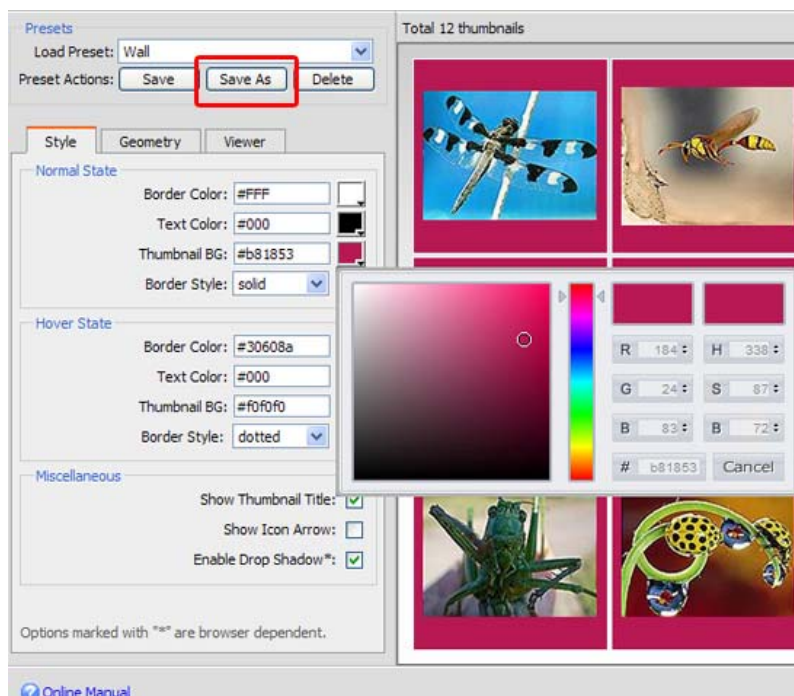 Presets
Total 12 thumbnails
Load Preset: Wall
Preset Actions: Save Save As Delete
Style Geometry Viewer
Normal State
Border Color: #FFF
Text Color: #000
Thumbnail BG: #b81853
Border Style: solid
Hover State
Border Color: #30608a
Text Color: #000
Thumbnail BG: #f0f0f0
Border Style: dotted
R 184 H 338
G 24 S 87
B 83 B 72
# b81853 Cancel
Miscellaneous
Show Thumbnail Title:
Show Icon Arrow:
Enable Drop Shadow*:
Options marked with "*" are browser dependent.
Online Manual